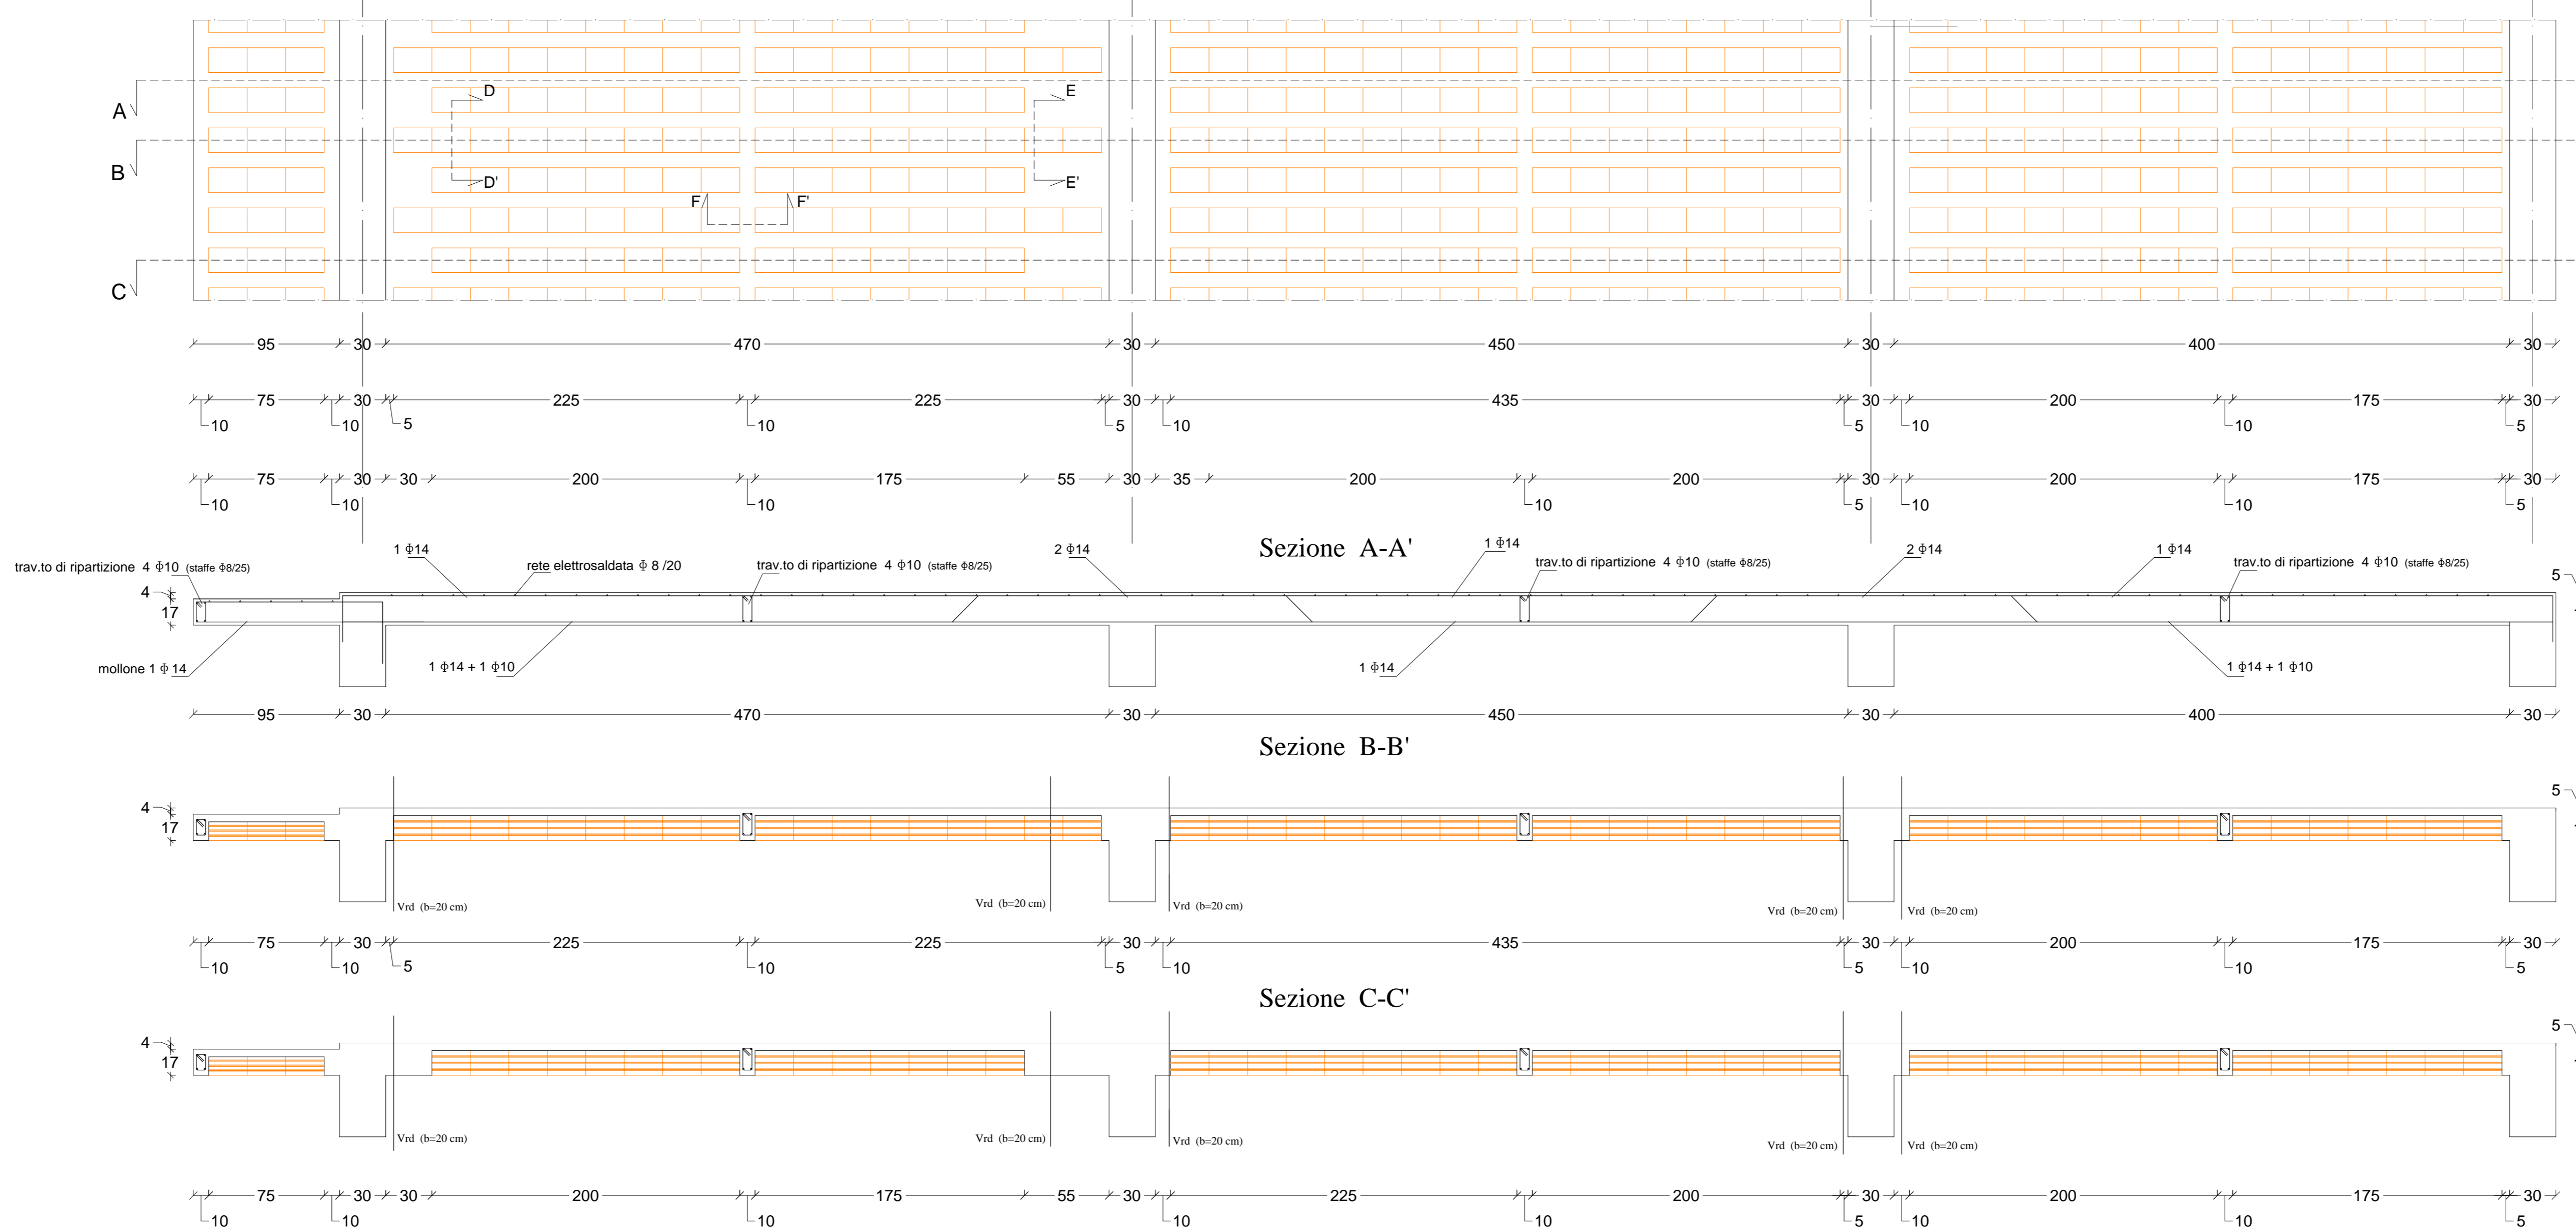 A
D
E
B
D'
E'
F
F'
C
95 30 470 30 450 30 400 30
75 30 225 225 30 435 30 200 175 30
10 10 5 10 5 10 5 10 10 5
75 30 30 200 175 55 30 35 200 200 30 200 175 30
10 10 10 10 5 10 10 5
Sezione A-A'
1 Φ14
2 Φ14
1 Φ14
2 Φ14
1 Φ14
trav.to di ripartizione 4 Φ10 (staffe Φ8/25)
rete elettrosaldata Φ 8 /20
trav.to di ripartizione 4 Φ10 (staffe Φ8/25)
trav.to di ripartizione 4 Φ10 (staffe Φ8/25)
trav.to di ripartizione 4 Φ10 (staffe Φ8/25)
5
4
17
mollone 1 Φ 14
1 Φ14 + 1 Φ10
1 Φ14
1 Φ14 + 1 Φ10
95 30 470 30 450 30 400 30
Sezione B-B'
5
4
17
Vrd (b=20 cm)
Vrd (b=20 cm)
Vrd (b=20 cm)
Vrd (b=20 cm)
Vrd (b=20 cm)
75 30 225 225 30 435 30 200 175 30
10 10 5 10 5 10 5 10 10 5
Sezione C-C'
5
4
17
Vrd (b=20 cm)
Vrd (b=20 cm)
Vrd (b=20 cm)
Vrd (b=20 cm)
Vrd (b=20 cm)
75 30 30 200 175 55 30 225 200 30 200 175 30
10 10 10 10 10 5 10 10 5